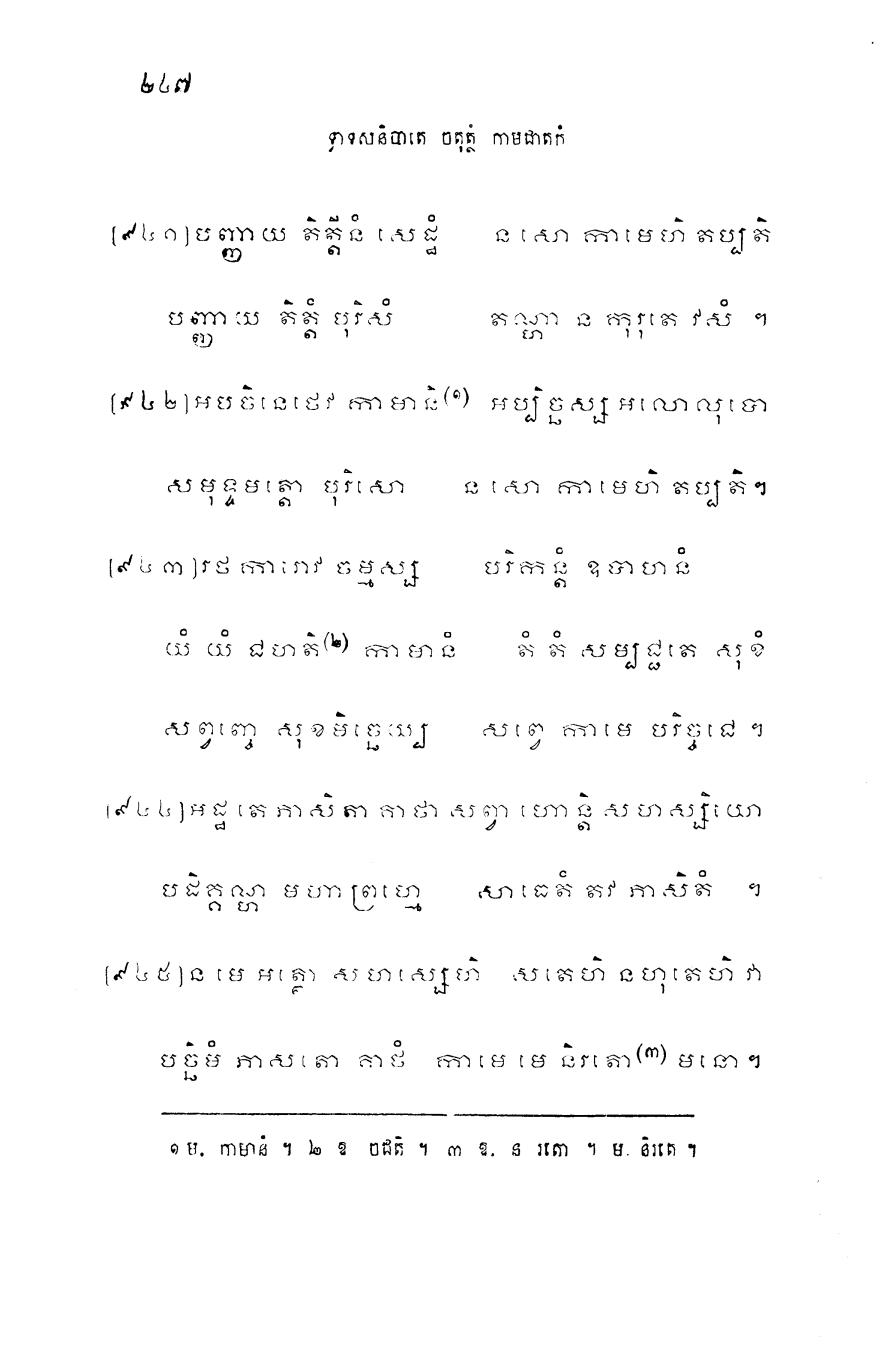 ២៤៧
ទ្វាទសនិបាតេ ចតុត្ថំ កាមជាតកំ
[៩៤១] បញ្ញាយ តិត្តីនំ សេដ្ឋំ ន សោ កាមេហិ តប្បតិ
បញ្ញាយ តិត្តំ បុរិសំ តណ្ហា ន កុរុតេ វសំ ។
[៩៤២] អបចិនេថេវ កាមានិ(១) អប្បិច្ឆស្ស អលោលុបោ
សមុទ្ទមត្តោ បុរិសោ ន សោ កាមេហិ តប្បតិ។
[៩៤៣] រថការោវ ចម្មស្ស បរិកន្តំ ឧបាហនំ
យំ យំ ជហតិ(២) កាមានំ តំ តំ សម្បជ្ជតេ សុខំ
សព្វញ្ចេ សុខមិច្ឆេយ្ប សព្វេ កាមេ បរិច្ចជេ ។
[៩៤៤] អដ្ឋ តេ ភាសិតា គាថា សព្វា ហោន្តិ សហស្សិយោ
បដិគ្គណ្ហ មហាព្រហ្មេ សាធេតំ តវ ភាសិតំ ។
[៩៤៥] ន មេ អត្ថោ សហស្សេហិ សតេហិ នហុតេហិ វា
បច្ឆិមំ ភាសតោ គាថំ កាមេ មេ និរតោ(៣) មនោ។
១ ម. កាមានំ ។ ២ ឱ ចជតិ ។ ៣ ឱ. ន រតោ ។ ម. និរតេ ។